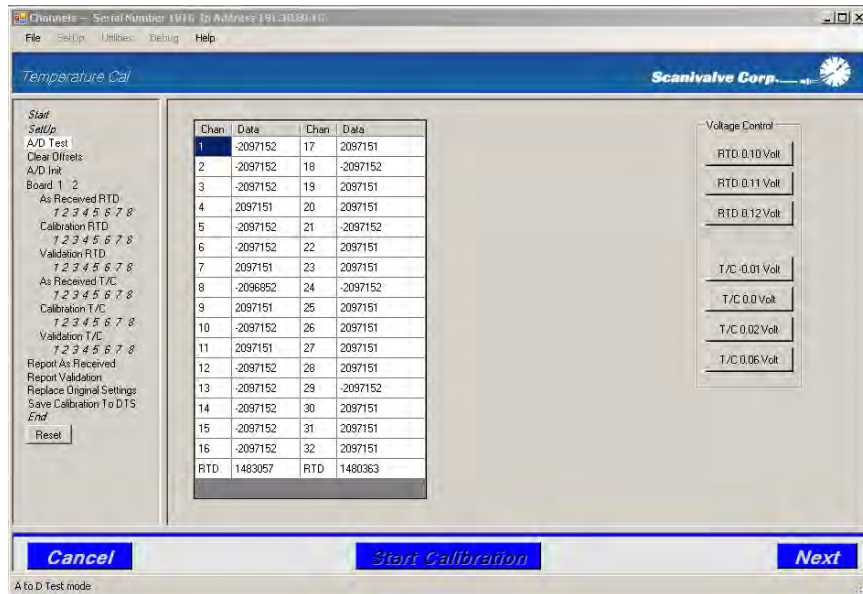 Channels -- Serial Number 1916 Ip Address 191.30.80.10
File SetUp Utilities Debug Help
Temperature Cal
Scanivalve Corp.
Start
SetUp
A/D Test
Clear Offsets
A/D Init
Board 1 2
As Received RTD
1 2 3 4 5 6 7 8
Calibration RTD
1 2 3 4 5 6 7 8
Validation RTD
1 2 3 4 5 6 7 8
As Received T/C
1 2 3 4 5 6 7 8
Calibration T/C
1 2 3 4 5 6 7 8
Validation T/C
1 2 3 4 5 6 7 8
Report As Received
Report Validation
Replace Original Settings
Save Calibration To DTS
End
Reset
Chan Data Chan Data
1 -2097152 17 2097151
2 -2097152 18 -2097152
3 -2097152 19 2097151
4 2097151 20 2097151
5 -2097152 21 -2097152
6 -2097152 22 2097151
7 2097151 23 2097151
8 -2096852 24 -2097152
9 2097151 25 2097151
10 -2097152 26 2097151
11 2097151 27 2097151
12 -2097152 28 2097151
13 -2097152 29 -2097152
14 -2097152 30 2097151
15 -2097152 31 2097151
16 -2097152 32 2097151
RTD 1483057 RTD 1480363
Voltage Control
RTD 0.10 Volt
RTD 0.11 Volt
RTD 0.12 Volt
T/C -0.01 Volt
T/C 0.0 Volt
T/C 0.02 Volt
T/C 0.06 Volt
Cancel
Start Calibration
Next
A to D Test mode